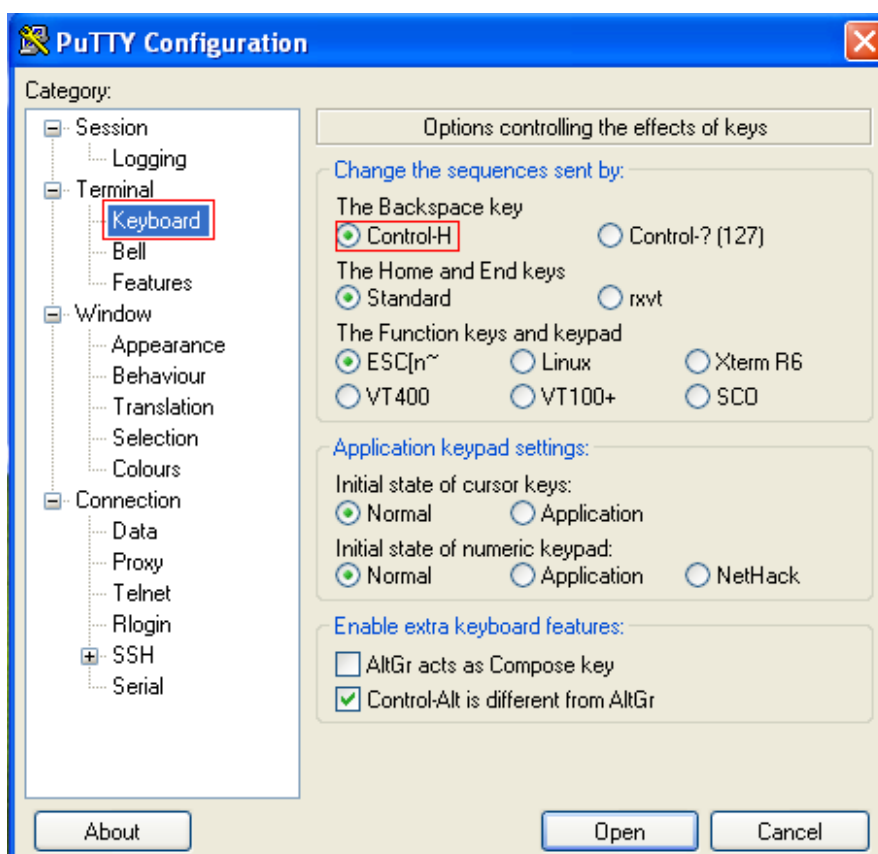 PuTTY Configuration
Category:
Session
Logging
Terminal
Keyboard
Bell
Features
Window
Appearance
Behaviour
Translation
Selection
Colours
Connection
Data
Proxy
Telnet
Rlogin
SSH
Serial
Options controlling the effects of keys
Change the sequences sent by:
The Backspace key
Control-H Control-? (127)
The Home and End keys
Standard rxvt
The Function keys and keypad
ESC[n~ Linux Xterm R6
VT400 VT100+ SCO
Application keypad settings:
Initial state of cursor keys:
Normal Application
Initial state of numeric keypad:
Normal Application NetHack
Enable extra keyboard features:
AltGr acts as Compose key
Control-Alt is different from AltGr
About Open Cancel